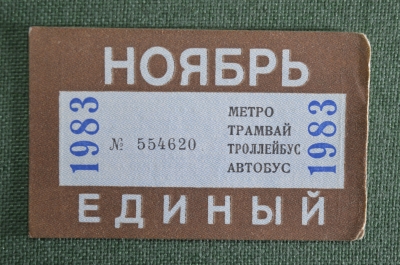 НОЯБРЬ
1983
№ 554620
МЕТРО
ТРАМВАЙ
ТРОЛЛЕЙБУС
АВТОБУС
1983
ЕДИНЫЙ